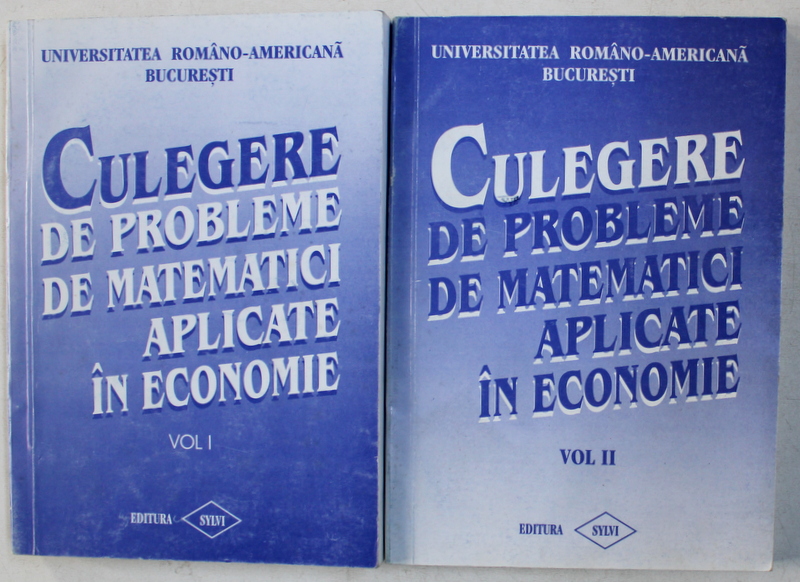 UNIVERSITATEA ROMÂNO-AMERICANĂ
BUCUREȘTI
CULEGERE
DE PROBLEME
DE MATEMATICI
APLICATE
ÎN ECONOMIE
VOL I
EDITURA SYLVI
UNIVERSITATEA ROMÂNO-AMERICANĂ
BUCUREȘTI
CULEGERE
DE PROBLEME
DE MATEMATICI
APLICATE
ÎN ECONOMIE
VOL II
EDITURA SYLVI